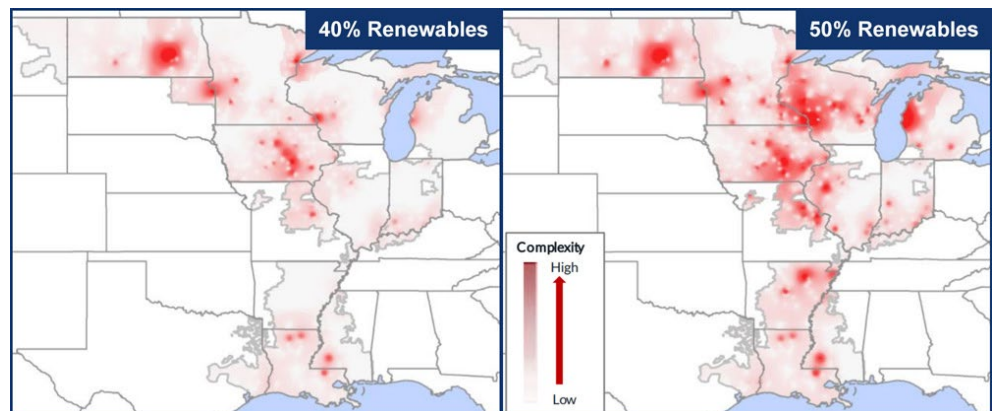 40% Renewables
50% Renewables
Complexity
High
Low